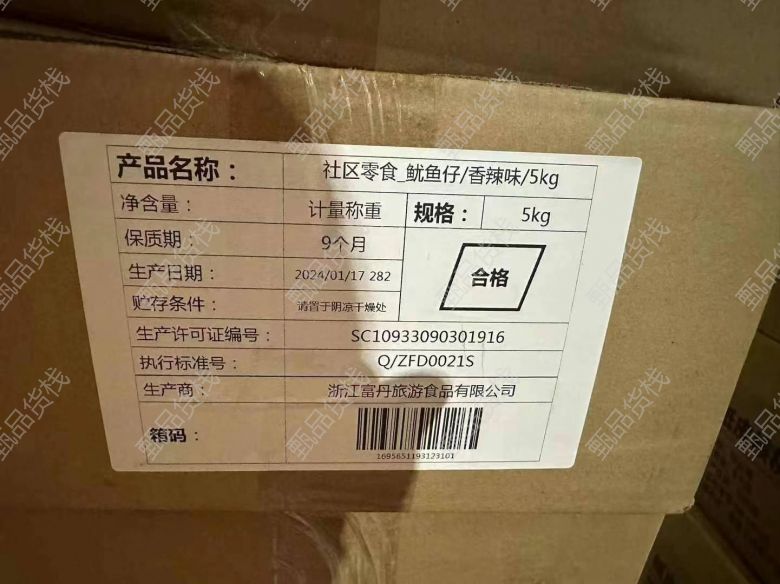 产品名称： 社区零食_鱿鱼仔/香辣味/5kg
净含量： 计量称重 规格： 5kg
保质期： 9个月
生产日期： 2024/01/17 282
合格
贮存条件： 请置于阴凉干燥处
生产许可证编号： SC10933090301916
执行标准号： Q/ZFD0021S
生产商： 浙江富丹旅游食品有限公司
箱码：
1695651193123101
甄品货栈